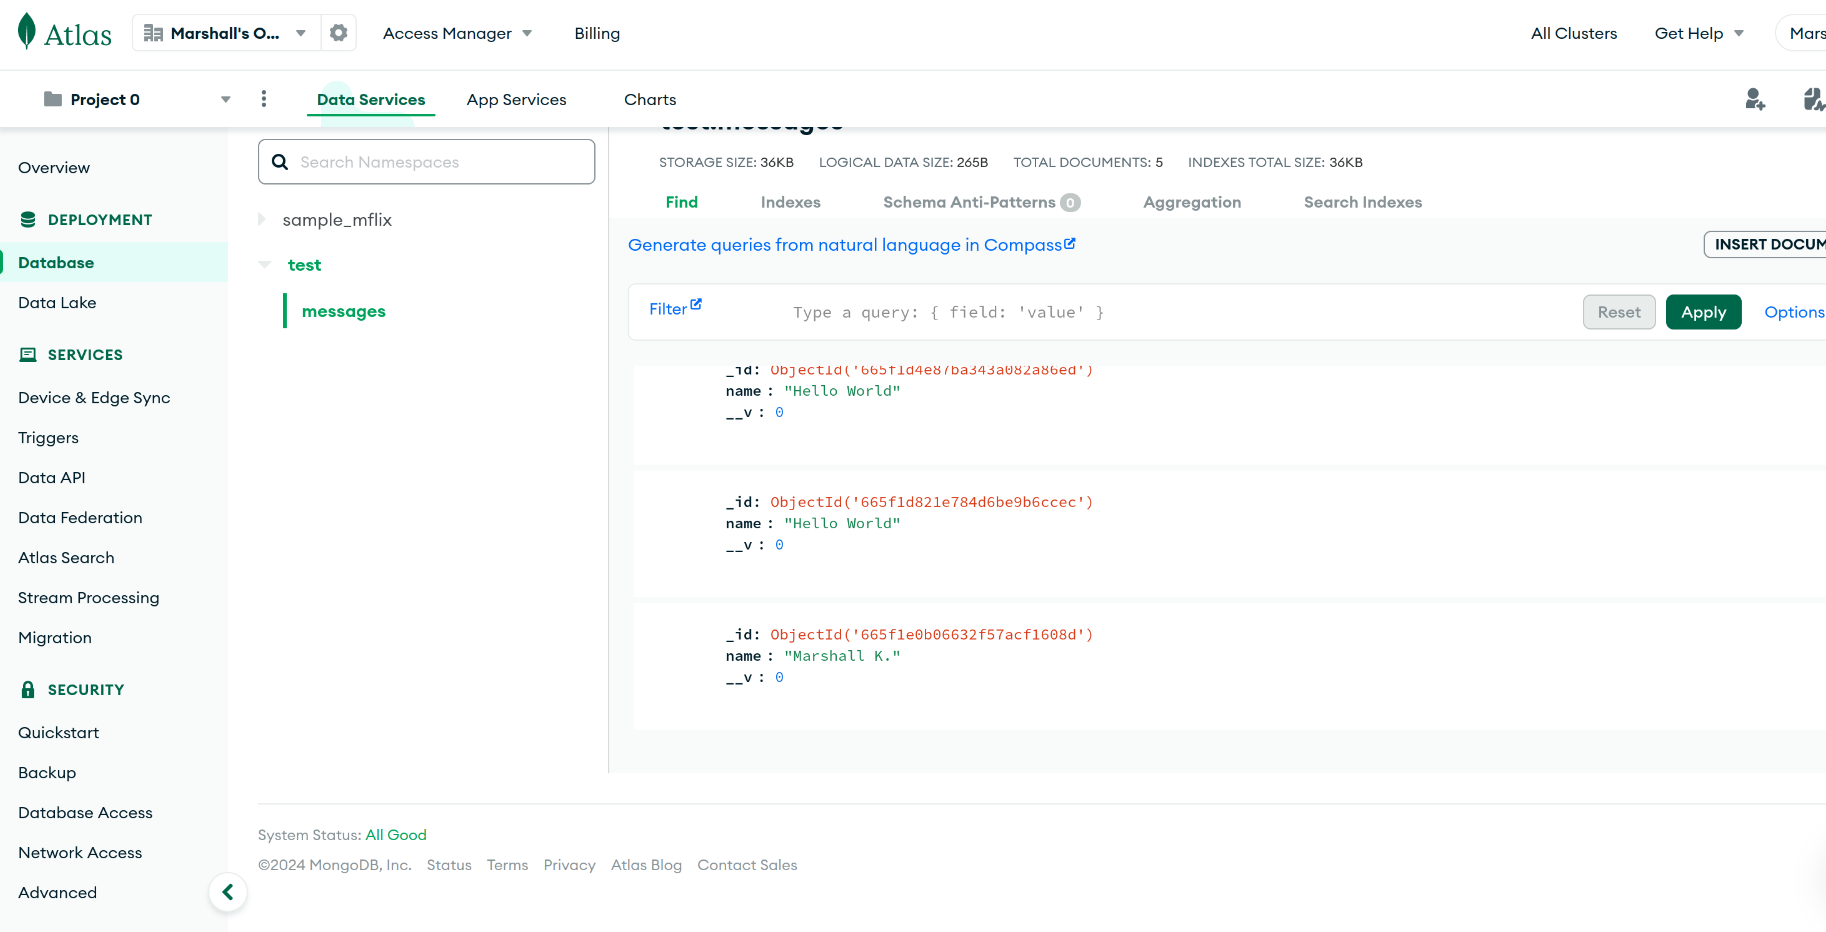 Atlas
Marshall's O...
Access Manager
Billing
All Clusters
Get Help
Mars
Project 0
Data Services
App Services
Charts
Overview
DEPLOYMENT
Database
Data Lake
SERVICES
Device & Edge Sync
Triggers
Data API
Data Federation
Atlas Search
Stream Processing
Migration
SECURITY
Quickstart
Backup
Database Access
Network Access
Advanced
Search Namespaces
sample_mflix
test
messages
test.messages
STORAGE SIZE: 36KB LOGICAL DATA SIZE: 265B TOTAL DOCUMENTS: 5 INDEXES TOTAL SIZE: 36KB
Find Indexes Schema Anti-Patterns 0 Aggregation Search Indexes
Generate queries from natural language in Compass
INSERT DOCUM
Filter
Type a query: { field: 'value' }
Reset
Apply
Options
_id: ObjectId('665f1d4e87ba343a082a86ed')
name : "Hello World"
__v : 0
_id: ObjectId('665f1d821e784d6be9b6ccec')
name : "Hello World"
__v : 0
_id: ObjectId('665f1e0b06632f57acf1608d')
name : "Marshall K."
__v : 0
System Status: All Good
©2024 MongoDB, Inc. Status Terms Privacy Atlas Blog Contact Sales